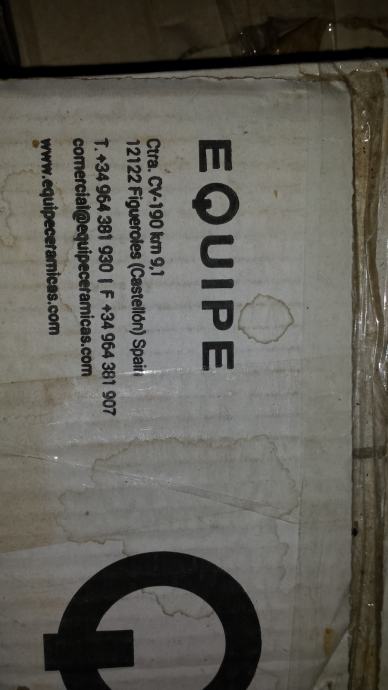 EQUIPE
Ctra. CV-190 km 9,1
12122 Figueroles (Castellón) Spain
T. +34 964 381 930 | F +34 964 381 907
comercial@equipeceramicas.com
www.equipeceramicas.com
Q